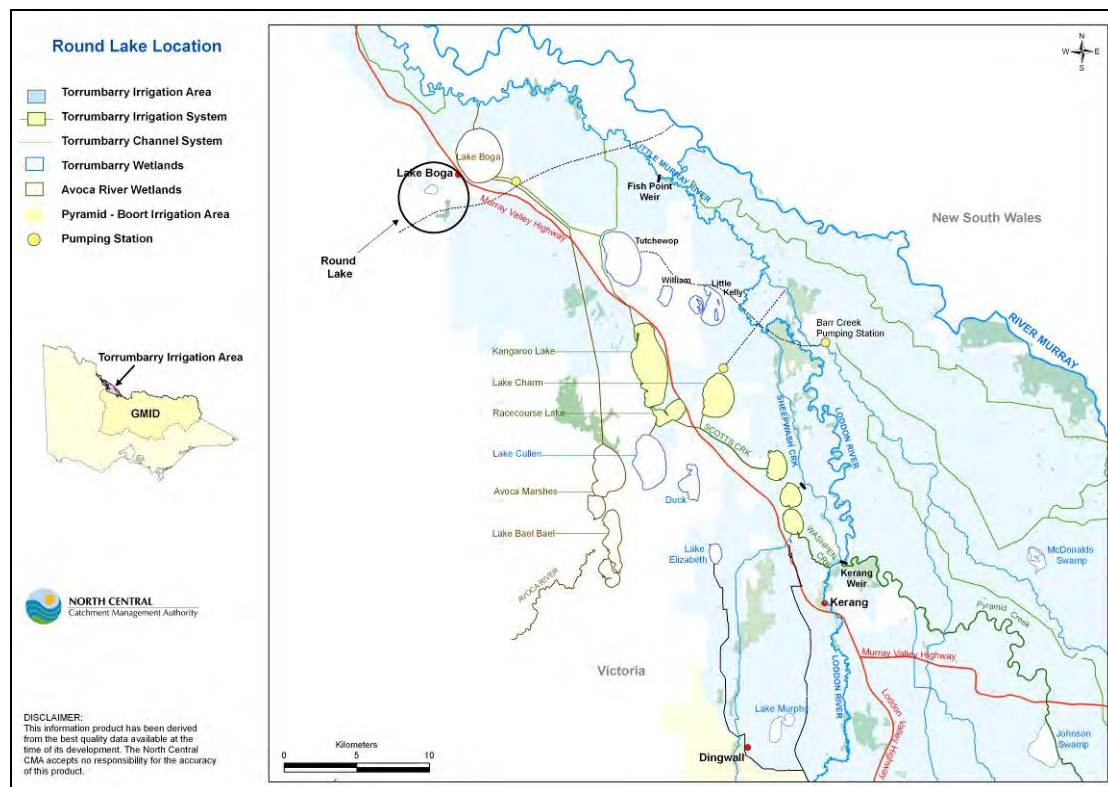 Round Lake Location
Torrumbarry Irrigation Area
Torrumbarry Irrigation System
Torrumbarry Channel System
Torrumbarry Wetlands
Avoca River Wetlands
Pyramid - Boort Irrigation Area
Pumping Station
Torrumbarry Irrigation Area
GMID
NORTH CENTRAL
Catchment Management Authority
DISCLAIMER:
This information product has been derived
from the best quality data available at the
time of its development. The North Central
CMA accepts no responsibility for the accuracy
of this product.
N
W E
S
Lake Boga
Lake Boga
Round
Lake
Murray Valley Highway
LITTLE MURRAY RIVER
Fish Point
Weir
New South Wales
Tutchewop
William
Little
Kelly
Barr Creek
Pumping Station
RIVER MURRAY
Kangaroo Lake
Lake Charm
Racecourse Lake
SCOTTS CRK
SHEEPWASH CRK
LODDON RIVER
Lake Cullen
Duck
Avoca Marshes
Lake Bael Bael
AVOCA RIVER
Lake
Elizabeth
WASHPEN CRK
Kerang
Weir
McDonalds
Swamp
Kerang
Pyramid Creek
Murray Valley Highway
Victoria
LODDON RIVER
Loddon Valley Highway
Lake Murphy
Johnson
Swamp
Dingwall
Kilometers
0 5 10